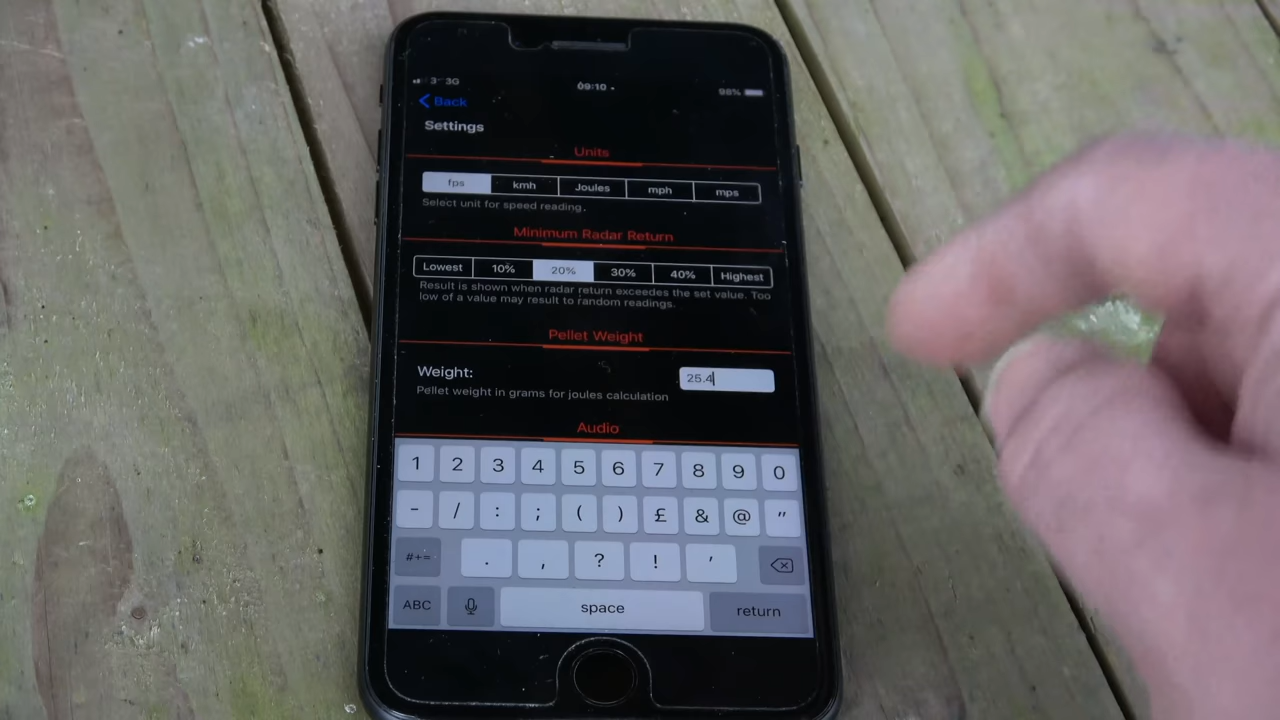 3 3G 09:10 98%
Back
Settings
Units
fps kmh Joules mph mps
Select unit for speed reading.
Minimum Radar Return
Lowest 10% 20% 30% 40% Highest
Result is shown when radar return exceedes the set value. Too
low of a value may result to random readings.
Pellet Weight
Weight: 25.4
Pellet weight in grams for joules calculation
Audio
1 2 3 4 5 6 7 8 9 0
- / : ; ( ) £ & @ "
#+= . , ? ! '
ABC space return